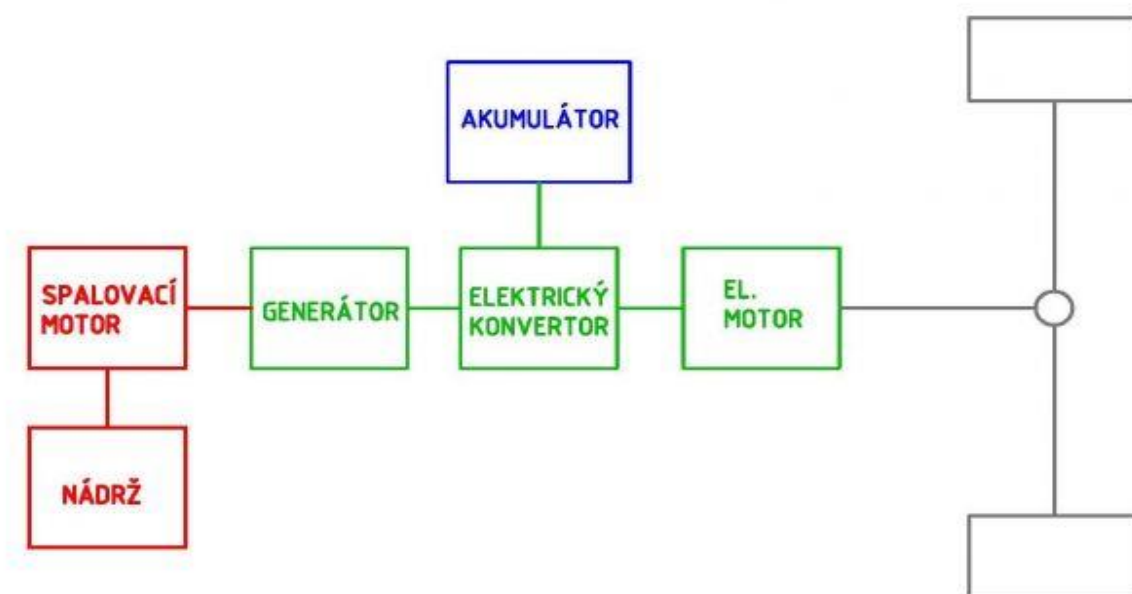 AKUMULÁTOR
SPALOVACÍ
MOTOR
GENERÁTOR
ELEKTRICKÝ
KONVERTOR
EL.
MOTOR
NÁDRŽ